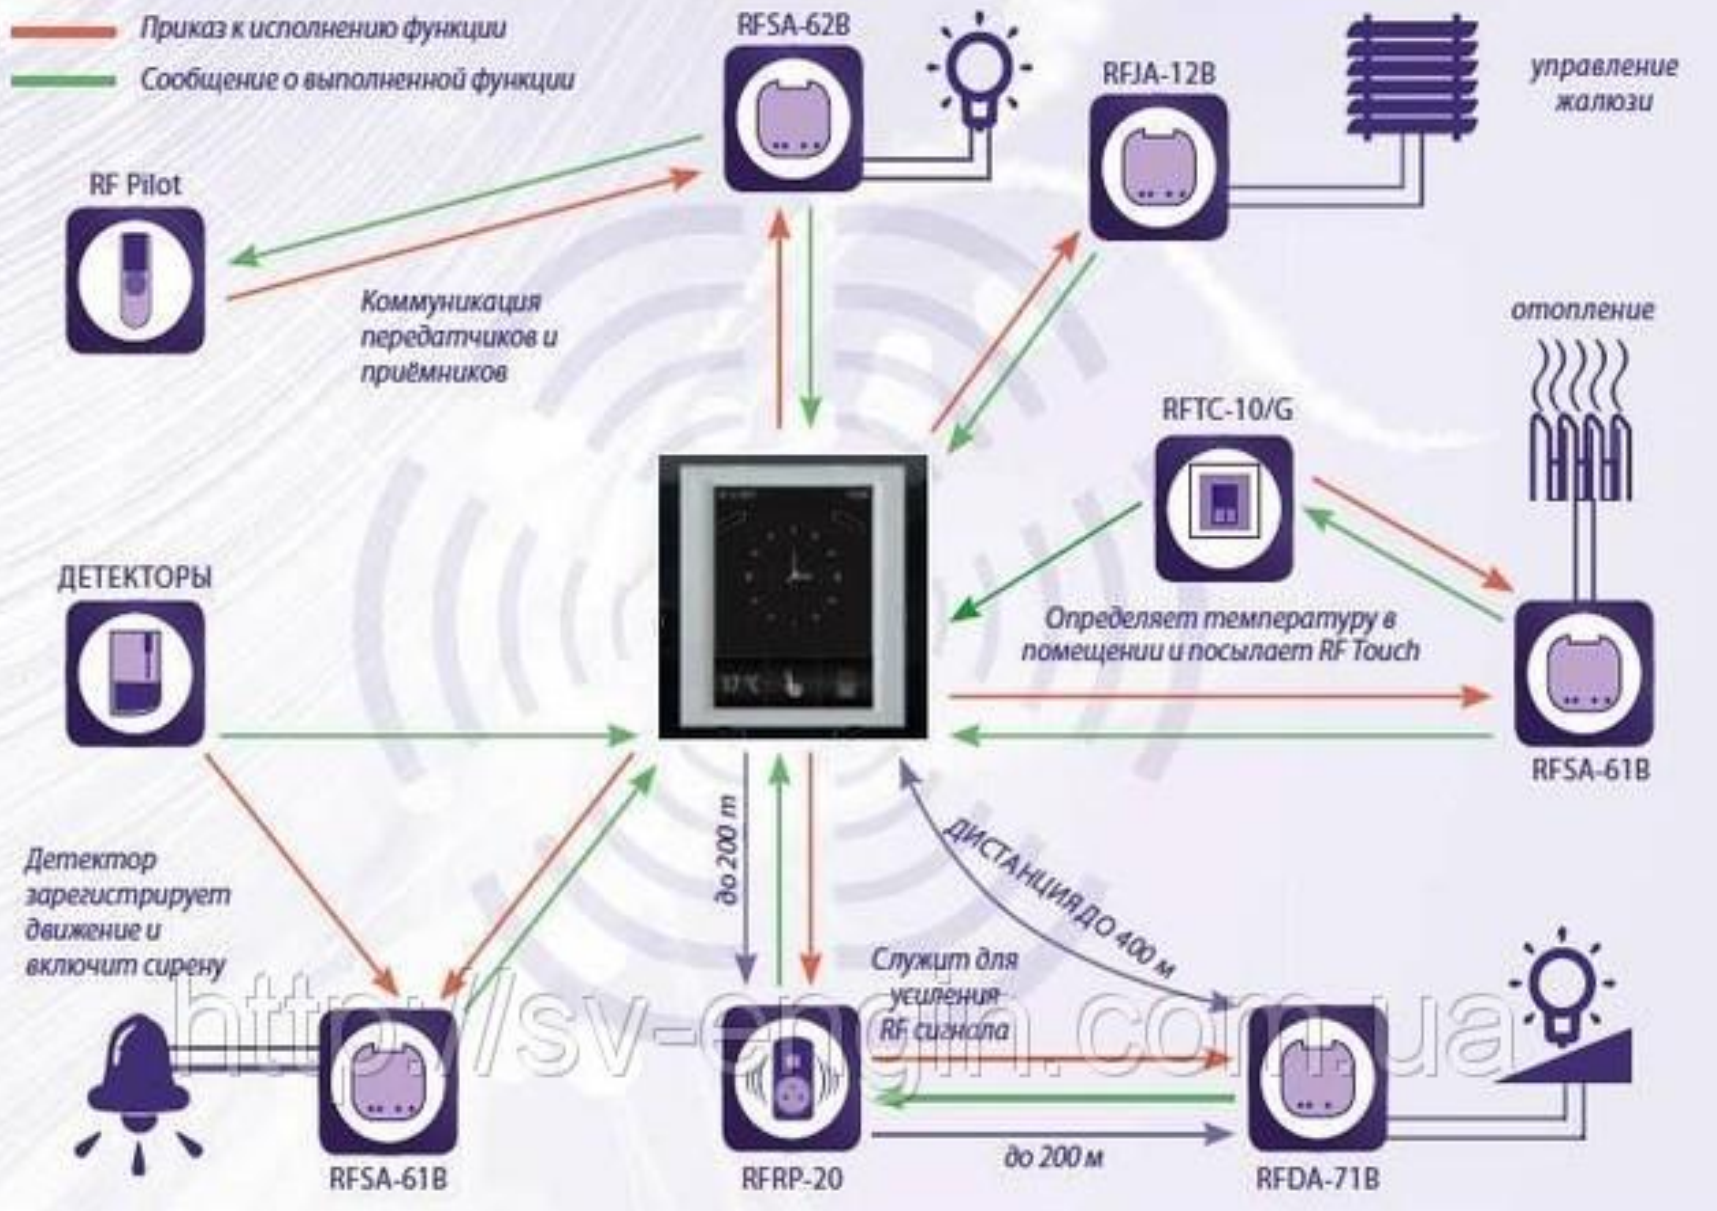 Приказ к исполнению функции
Сообщение о выполненной функции
RFSA-62B
RFJA-12B
управление
жалюзи
RF Pilot
Коммуникация
передатчиков и
приёмников
отопление
RFTC-10/G
ДЕТЕКТОРЫ
Определяет температуру в
помещении и посылает RF Touch
17 °C
RFSA-61B
до 200 m
ДИСТАНЦИЯ ДО 400 м
Детектор
зарегистрирует
движение и
включит сирену
Служит для
усиления
RF сигнала
http://sv-engin.com.ua
до 200 м
RFSA-61B
RFRP-20
RFDA-71B